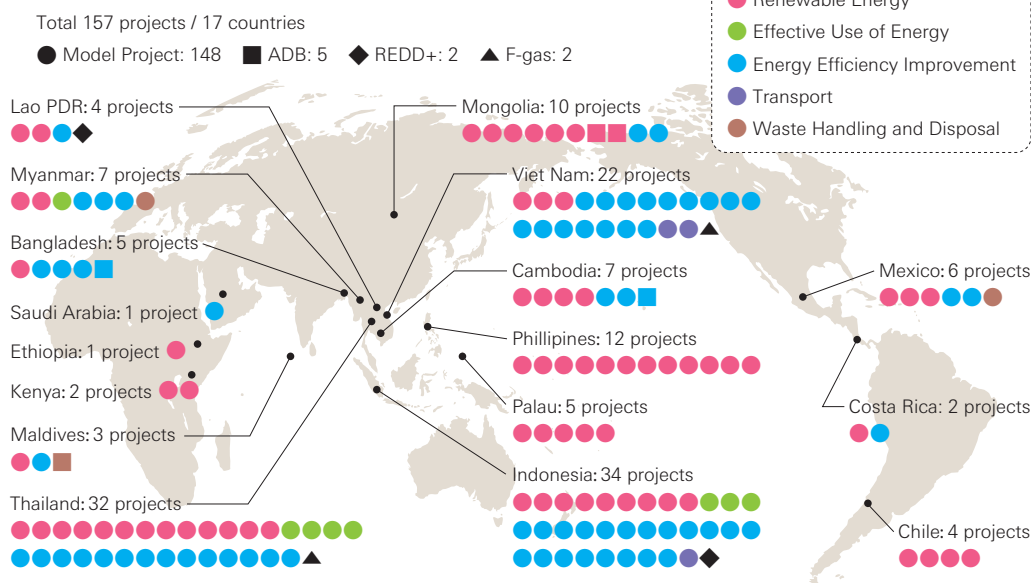 Total 157 projects / 17 countries
Model Project: 148 ADB: 5 REDD+: 2 F-gas: 2
Renewable Energy
Effective Use of Energy
Energy Efficiency Improvement
Transport
Waste Handling and Disposal
Lao PDR: 4 projects
Mongolia: 10 projects
Myanmar: 7 projects
Viet Nam: 22 projects
Bangladesh: 5 projects
Cambodia: 7 projects
Mexico: 6 projects
Saudi Arabia: 1 project
Phillipines: 12 projects
Ethiopia: 1 project
Kenya: 2 projects
Palau: 5 projects
Costa Rica: 2 projects
Maldives: 3 projects
Indonesia: 34 projects
Thailand: 32 projects
Chile: 4 projects